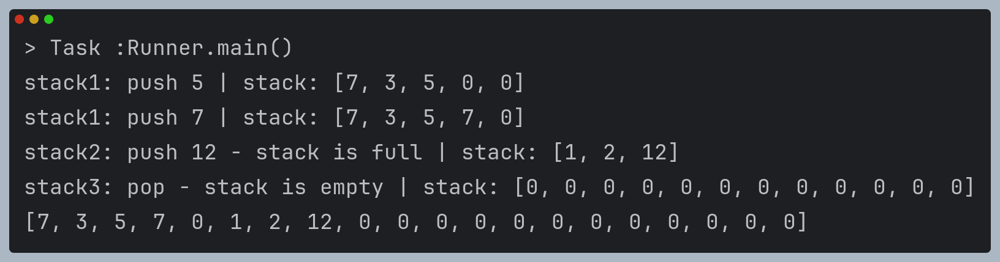 > Task :Runner.main()
stack1: push 5 | stack: [7, 3, 5, 0, 0]
stack1: push 7 | stack: [7, 3, 5, 7, 0]
stack2: push 12 - stack is full | stack: [1, 2, 12]
stack3: pop - stack is empty | stack: [0, 0, 0, 0, 0, 0, 0, 0, 0, 0, 0, 0]
[7, 3, 5, 7, 0, 1, 2, 12, 0, 0, 0, 0, 0, 0, 0, 0, 0, 0, 0, 0]